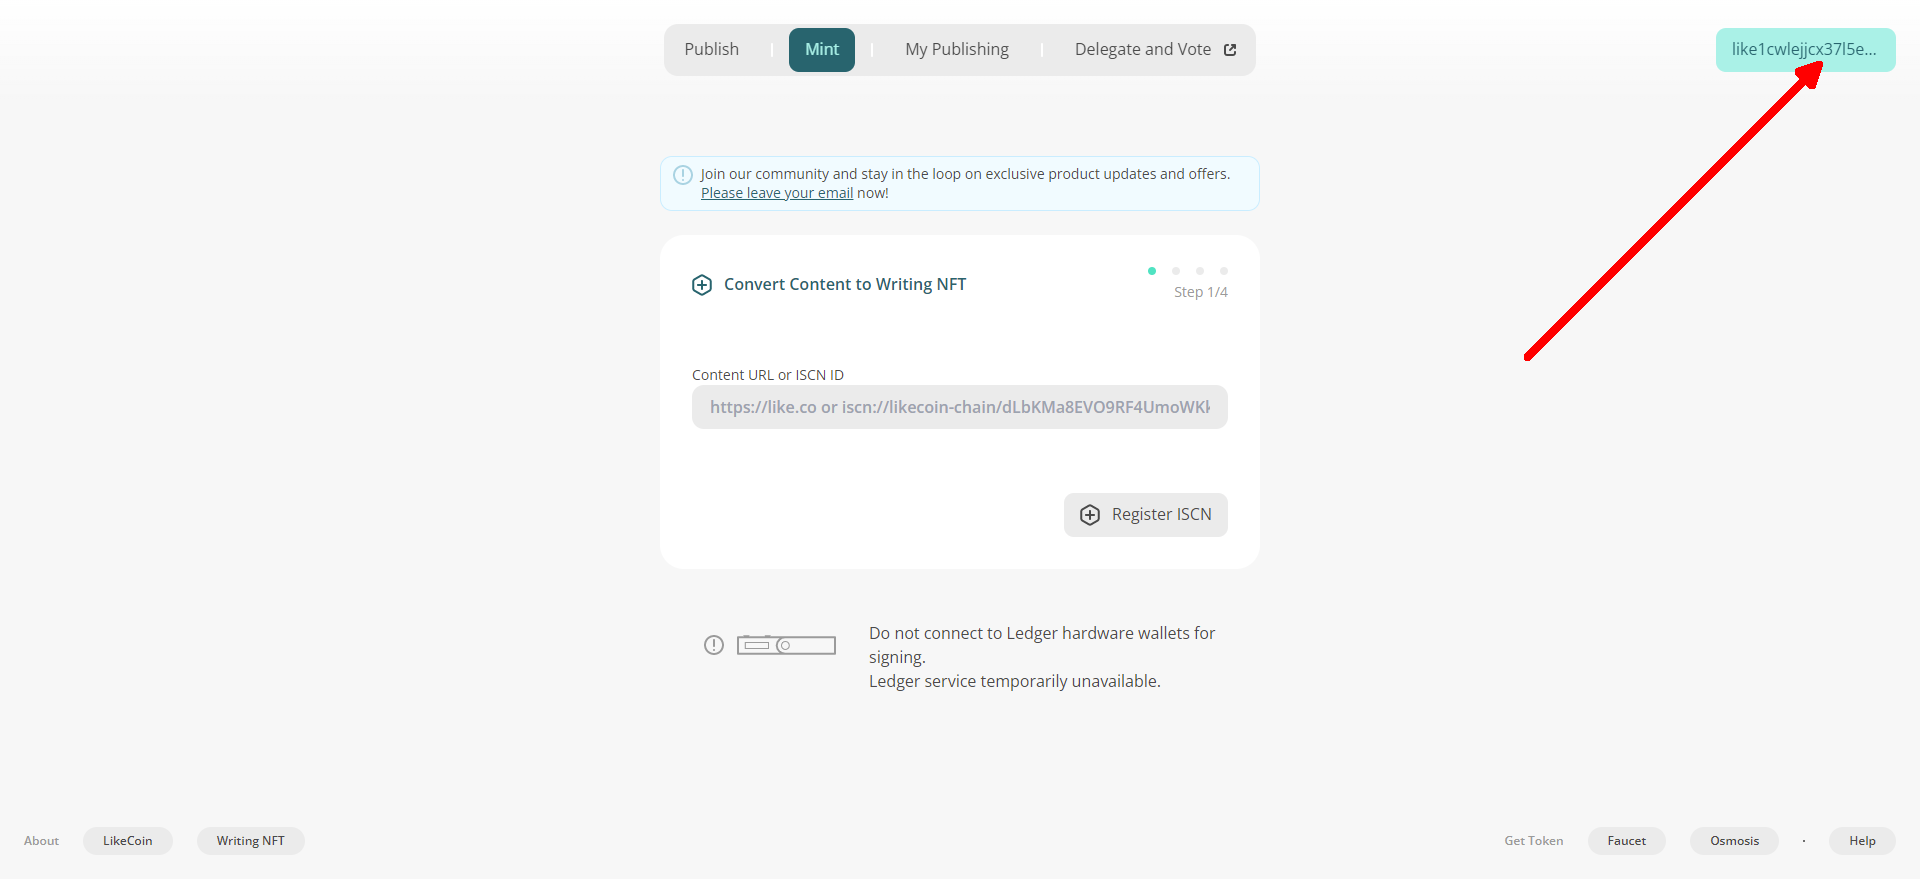 Publish
Mint
My Publishing
Delegate and Vote
like1cwlejjcx37l5e...
Join our community and stay in the loop on exclusive product updates and offers.
Please leave your email now!
Convert Content to Writing NFT
Step 1/4
Content URL or ISCN ID
https://like.co or iscn://likecoin-chain/dLbKMa8EVO9RF4UmoWKk
Register ISCN
Do not connect to Ledger hardware wallets for
signing.
Ledger service temporarily unavailable.
About
LikeCoin
Writing NFT
Get Token
Faucet
Osmosis
·
Help